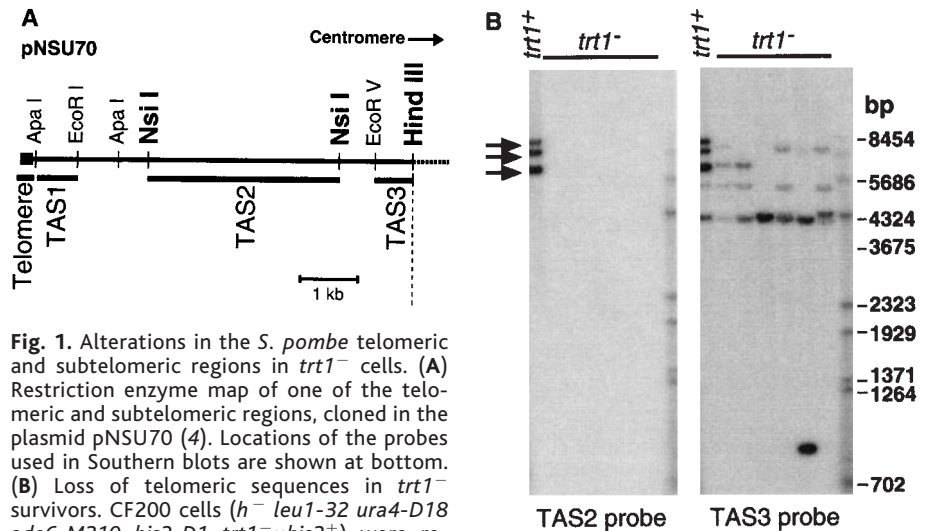 A
pNSU70
Centromere
Apa I
EcoR I
Apa I
Nsi I
Nsi I
EcoR V
Hind III
Telomere
TAS1
TAS2
TAS3
1 kb
Fig. 1. Alterations in the S. pombe telomeric
and subtelomeric regions in trt1− cells. (A)
Restriction enzyme map of one of the telo-
meric and subtelomeric regions, cloned in the
plasmid pNSU70 (4). Locations of the probes
used in Southern blots are shown at bottom.
(B) Loss of telomeric sequences in trt1−
survivors. CF200 cells (h− leu1-32 ura4-D18
B
trt1+
trt1-
trt1+
trt1-
bp
-8454
-5686
-4324
-3675
-2323
-1929
-1371
-1264
-702
TAS2 probe
TAS3 probe